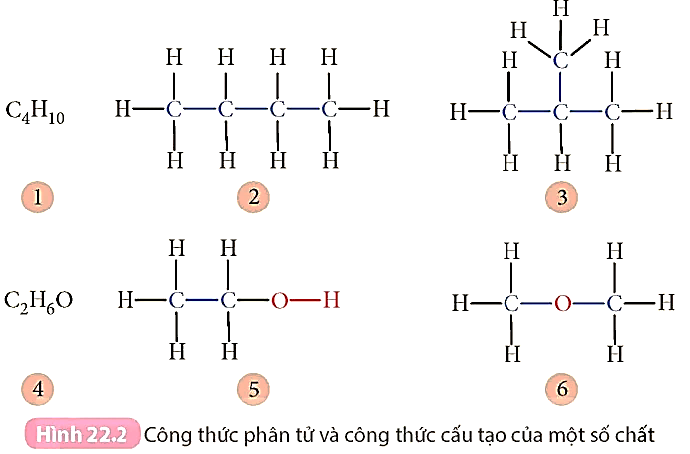 H H H H
H H H
H H
C
C₄H₁₀
H C C C C H
H C C C H
H H H H
H H H
1
2
3
H H
H H
C₂H₆O
H C C O H
H C O C H
H H
H H
4
5
6
Hình 22.2 Công thức phân tử và công thức cấu tạo của một số chất